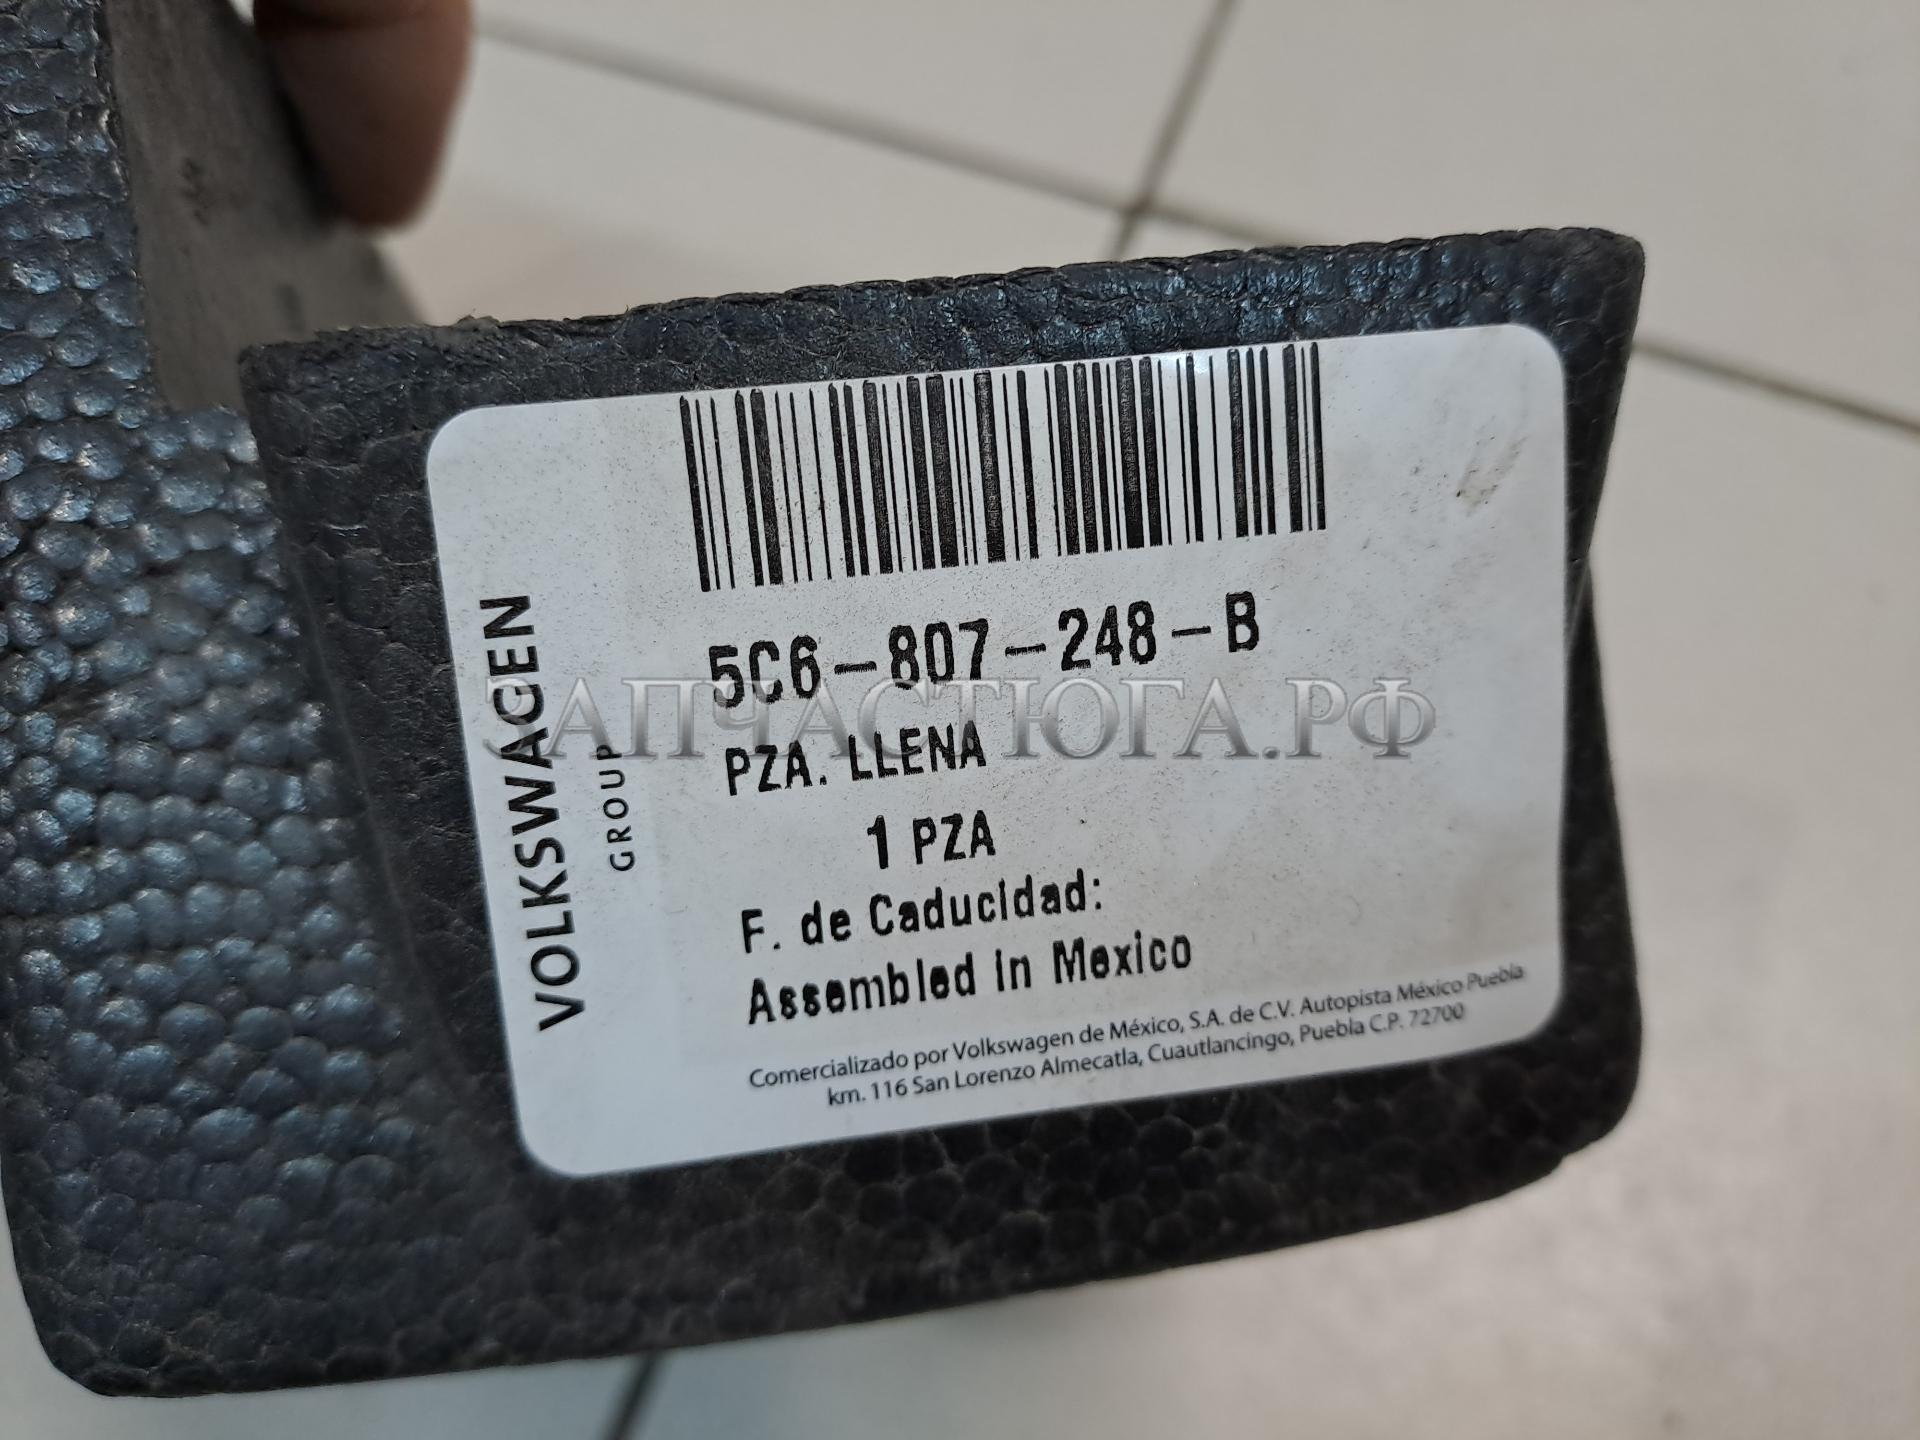 VOLKSWAGEN
GROUP
5C6-807-248-B
ЗАПЧАСТЮГА.РФ
PZA. LLENA
1 PZA
F. de Caducidad:
Assembled in Mexico
Comercializado por Volkswagen de México, S.A. de C.V. Autopista México Puebla
km. 116 San Lorenzo Almecatla, Cuautlancingo, Puebla C.P. 72700